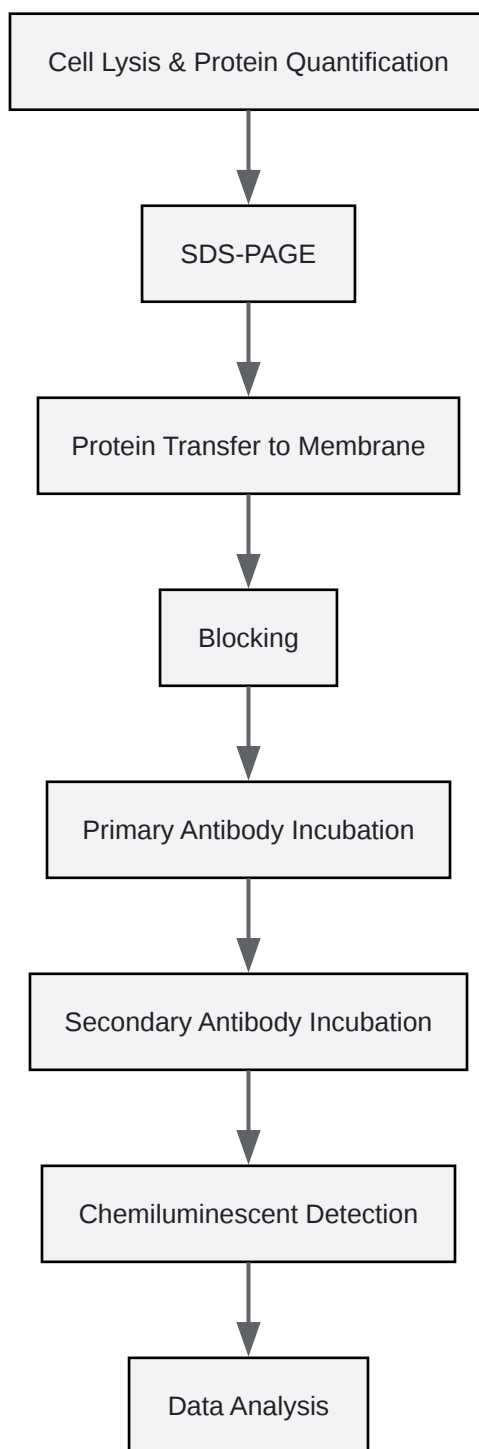 Cell Lysis & Protein Quantification
SDS-PAGE
Protein Transfer to Membrane
Blocking
Primary Antibody Incubation
Secondary Antibody Incubation
Chemiluminescent Detection
Data Analysis